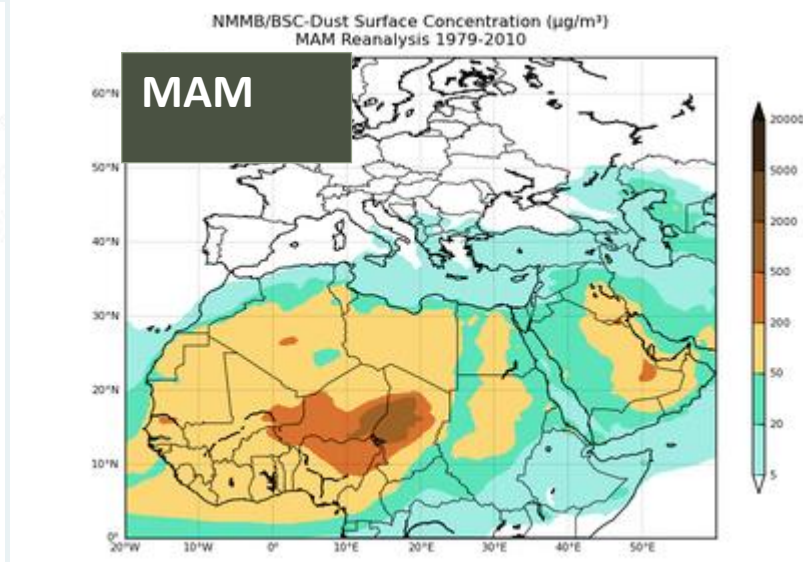 NMMB/BSC-Dust Surface Concentration (µg/m³)
MAM Reanalysis 1979-2010
MAM
60°N
50°N
40°N
30°N
20°N
10°N
0°
20°W 10°W 0° 10°E 20°E 30°E 40°E 50°E
20000
5000
2000
500
200
50
20
5